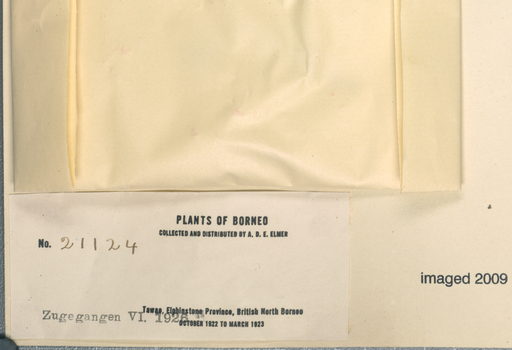 PLANTS OF BORNEO
COLLECTED AND DISTRIBUTED BY A. D. E. ELMER
No. 21124
imaged 2009
Tawao, Elphinstone Province, British North Borneo
Zugegangen VI. 1926
OCTOBER 1922 TO MARCH 1923